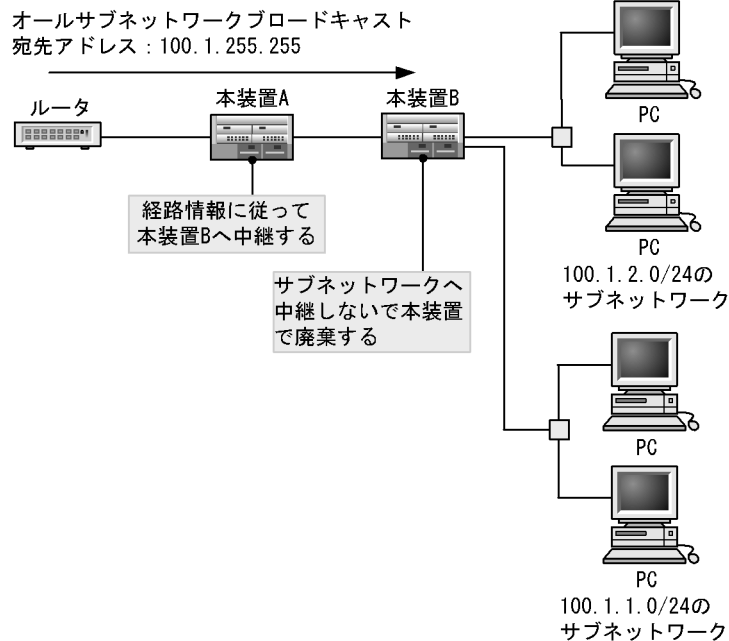 オールサブネットワークブロードキャスト
宛先アドレス：100.1.255.255
ルータ
本装置A
本装置B
経路情報に従って
本装置Bへ中継する
サブネットワークへ
中継しないで本装置
で廃棄する
PC
PC
100.1.2.0/24の
サブネットワーク
PC
PC
100.1.1.0/24の
サブネットワーク